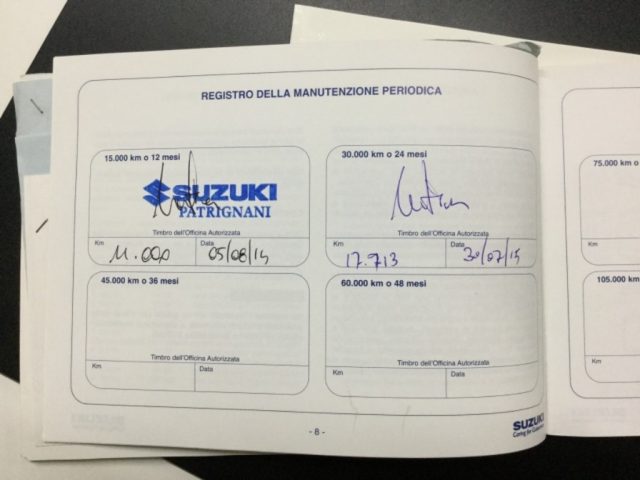 REGISTRO DELLA MANUTENZIONE PERIODICA
15.000 km o 12 mesi
SUZUKI
PATRIGNANI
Timbro dell'Officina Autorizzata
Km
11.000
Data
05/08/14
30.000 km o 24 mesi
Timbro dell'Officina Autorizzata
Km
17.713
Data
30/07/15
45.000 km o 36 mesi
Timbro dell'Officina Autorizzata
Km
Data
60.000 km o 48 mesi
Timbro dell'Officina Autorizzata
Km
Data
- 8 -
SUZUKI
75.000 km o
Km
105.000
Km